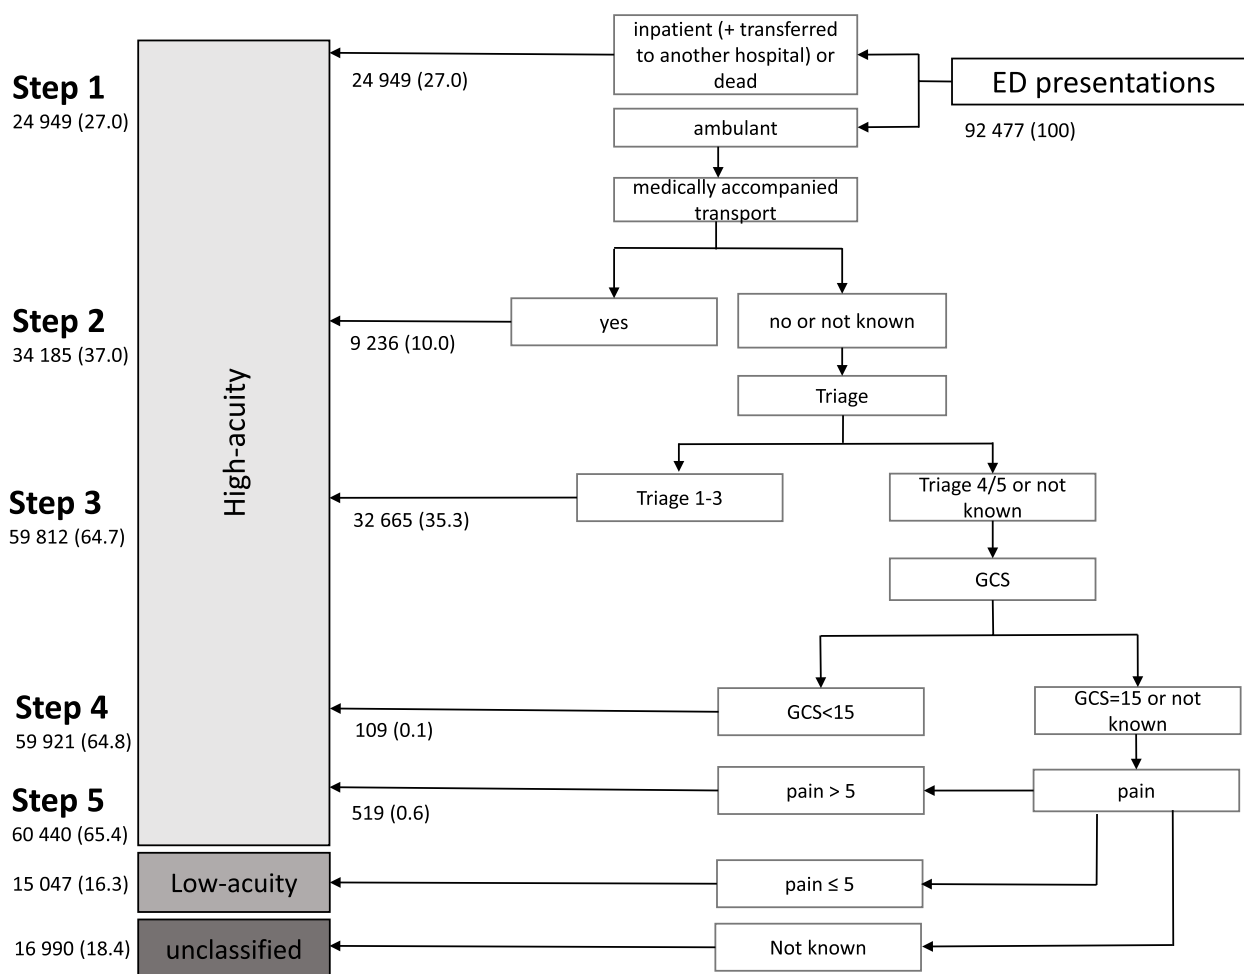 inpatient (+ transferred
to another hospital) or
dead
ED presentations
92 477 (100)
Step 1
24 949 (27.0)
24 949 (27.0)
ambulant
medically accompanied
transport
Step 2
34 185 (37.0)
9 236 (10.0)
yes
no or not known
Triage
High-acuity
Step 3
59 812 (64.7)
32 665 (35.3)
Triage 1-3
Triage 4/5 or not
known
GCS
Step 4
59 921 (64.8)
109 (0.1)
GCS<15
GCS=15 or not
known
Step 5
60 440 (65.4)
519 (0.6)
pain > 5
pain
15 047 (16.3)
Low-acuity
pain ≤ 5
16 990 (18.4)
unclassified
Not known